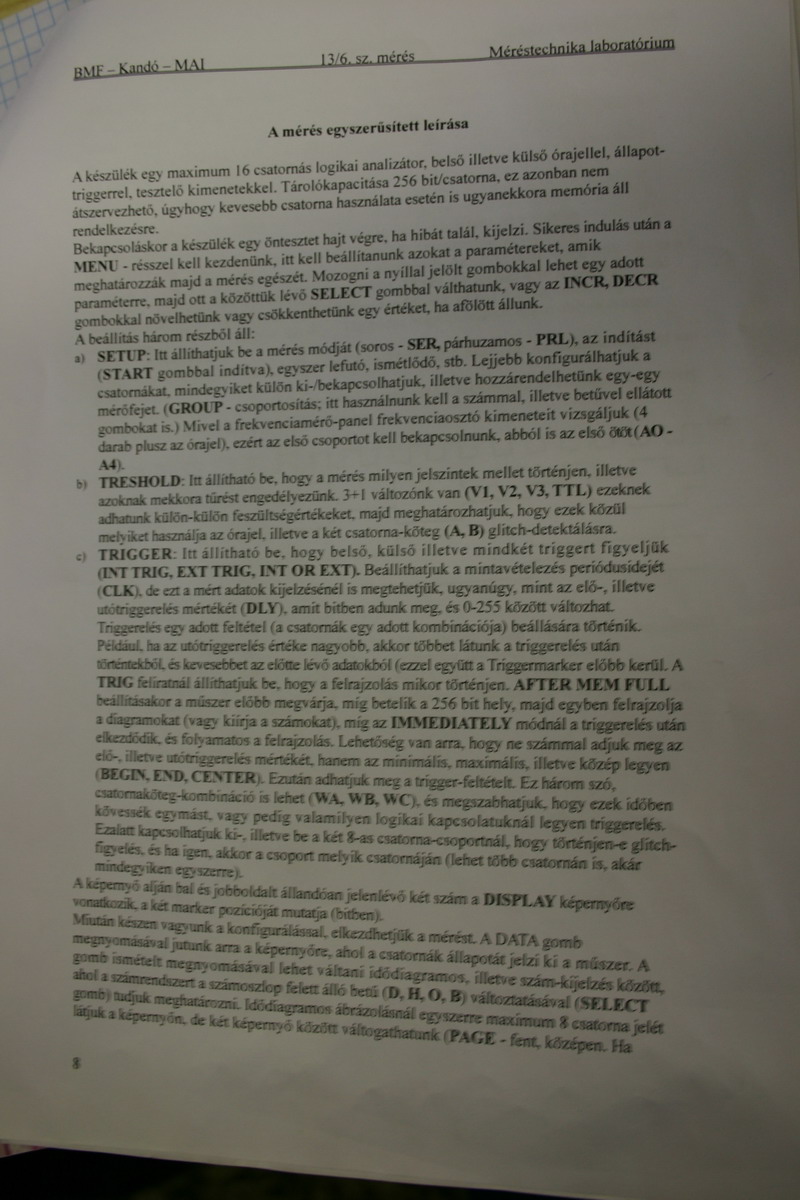 BMF – Kandó – MAI 13/6. sz. mérés Méréstechnika laboratórium
A mérés egyszerűsített leírása
A készülék egy maximum 16 csatornás logikai analizátor, belső illetve külső órajellel, állapot-
triggerrel, tesztelő kimenetekkel. Tárolókapacitása 256 bit/csatorna, ez azonban nem
átszervezhető, úgyhogy kevesebb csatorna használata esetén is ugyanekkora memória áll
rendelkezésre.
Bekapcsoláskor a készülék egy öntesztet hajt végre, ha hibát talál, kijelzi. Sikeres indulás után a
MENU - résszel kell kezdenünk, itt kell beállítanunk azokat a paramétereket, amik
meghatározzák majd a mérés egészét. Mozogni a nyíllal jelölt gombokkal lehet egy adott
paraméterre, majd ott a közöttük lévő SELECT gombbal válthatunk, vagy az INCR, DECR
gombokkal növelhetünk vagy csökkenthetünk egy értéket, ha afölött állunk.
A beállítás három részből áll:
a) SETUP: Itt állíthatjuk be a mérés módját (soros - SER, párhuzamos - PRL), az indítást
(START gombbal indítva), egyszer lefutó, ismétlődő, stb. Lejjebb konfigurálhatjuk a
csatornákat, mindegyiket külön ki-/bekapcsolhatjuk, illetve hozzárendelhetünk egy-egy
mérőfejet. (GROUP - csoportosítás; itt használnunk kell a számmal, illetve betűvel ellátott
gombokat is.) Mivel a frekvenciamérő-panel frekvenciaosztó kimeneteit vizsgáljuk (4
darab plusz az órajel), ezért az első csoportot kell bekapcsolnunk, abból is az első ötöt (AO -
A4).
b) TRESHOLD: Itt állítható be, hogy a mérés milyen jelszintek mellet történjen, illetve
azoknak mekkora tűrést engedélyezünk. 3+1 változónk van (V1, V2, V3, TTL) ezeknek
adhatunk külön-külön feszültségértékeket, majd meghatározhatjuk, hogy ezek közül
melyiket használja az órajel, illetve a két csatorna-köteg (A, B) glitch-detektálásra.
c) TRIGGER: Itt állítható be, hogy belső, külső illetve mindkét triggert figyeljük
(INT TRIG, EXT TRIG, INT OR EXT). Beállíthatjuk a mintavételezés periódusidejét
(CLK), de ezt a mért adatok kijelzésénél is megtehetjük, ugyanúgy, mint az elő-, illetve
utótriggerelés mértékét (DLY), amit bitben adunk meg, és 0-255 között változhat.
Triggerelés egy adott feltétel (a csatornák egy adott kombinációja) beállására történik.
Például, ha az utótriggerelés értéke nagyobb, akkor többet látunk a triggerelés után
történtekből, és kevesebbet az előtte lévő adatokból (ezzel együtt a Triggermarker előbb kerül. A
TRIG feliratnál állíthatjuk be, hogy a felrajzolás mikor történjen. AFTER MEM FULL
beállításakor a műszer előbb megvárja, míg betelik a 256 bit hely, majd egyben felrajzolja
a diagramokat (vagy kiírja a számokat), míg az IMMEDIATELY módnál a triggerelés után
elkezdődik, és folyamatos a felrajzolás. Lehetőség van arra, hogy ne számmal adjuk meg az
elő-, illetve utótriggerelés mértékét, hanem az minimális, maximális, illetve közép legyen
(BEGIN, END, CENTER). Ezután adhatjuk meg a trigger-feltételt. Ez három szó,
csatornaköteg-kombináció is lehet (WA, WB, WC), és megszabhatjuk, hogy ezek időben
kövessék egymást, vagy pedig valamilyen logikai kapcsolatuknál legyen triggerelés.
Ezalatt kapcsolhatjuk ki-, illetve be a két 8-as csatorna-csoportnál, hogy történjen-e glitch-
figyelés, és ha igen, akkor a csoport melyik csatornáján (lehet több csatornán is, akár
mindegyiken egyszerre).
A képernyő alján bal és jobboldalt állandóan jelenlévő két szám a DISPLAY képernyőre
vonatkozik, a két marker pozícióját mutatja (bitben).
Miután készen vagyunk a konfigurálással, elkezdhetjük a mérést. A DATA gomb
megnyomásával jutunk arra a képernyőre, ahol a csatornák állapotát jelzi ki a műszer. A
gomb ismételt megnyomásával lehet váltani idődiagramos, illetve szám-kijelzés között,
ahol a számrendszert a számoszlop felett álló betű (D, H, O, B) változtatásával (SELECT
gomb) tudjuk meghatározni. Idődiagramos ábrázolásnál egyszerre maximum 8 csatorna jelét
látjuk a képernyőn, de két képernyő között váltogathatunk (PAGE - fent, középen. Ha
8